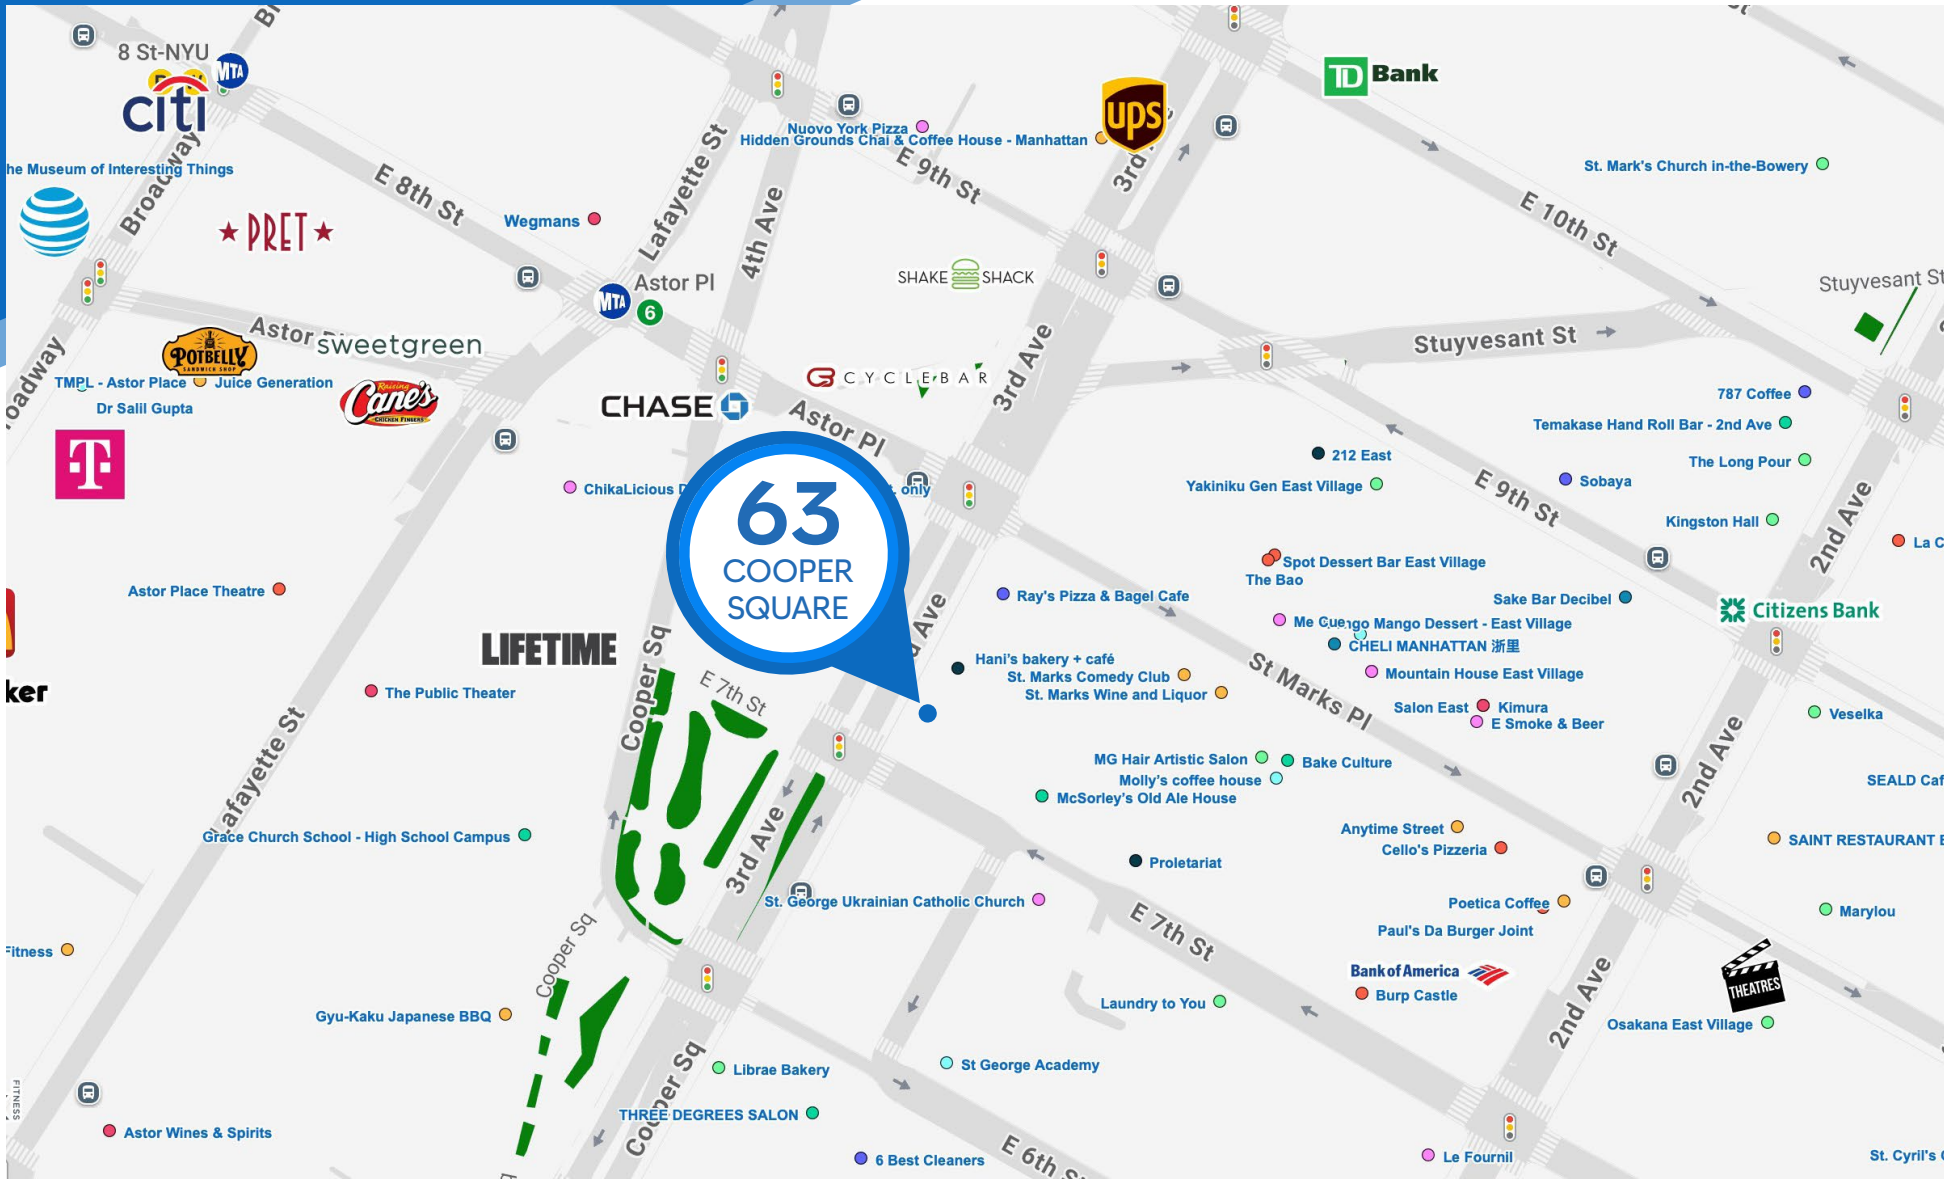 8 St-NYU
MTA
citi
Museum of Interesting Things
Broadway
E 8th St
PRET
Wegmans
Lafayette St
4th Ave
Nuovo York Pizza
Hidden Grounds Chai & Coffee House - Manhattan
E 9th St
ups
3rd
TD Bank
St. Mark's Church in-the-Bowery
E 10th St
Stuyvesant St
Astor Pl
MTA
6
SHAKE SHACK
3rd Ave
Stuyvesant St
Astor
POTBELLY
SANDWICH SHOP
sweetgreen
TMPL - Astor Place
Juice Generation
Dr Salil Gupta
Raising
Cane's
CHICKEN FINGERS
CHASE
CYCLEBAR
Astor Pl
T
787 Coffee
Temakase Hand Roll Bar - 2nd Ave
The Long Pour
212 East
Yakiniku Gen East Village
Sobaya
E 9th St
Kingston Hall
2nd Ave
La
ChikaLicious
only
63
COOPER
SQUARE
Spot Dessert Bar East Village
The Bao
Astor Place Theatre
Ray's Pizza & Bagel Cafe
Sake Bar Decibel
Citizens Bank
Me
Mango Dessert - East Village
CHELI MANHATTAN 浙里
LIFETIME
Cooper Sq
Ave
Hani's bakery + café
St. Marks Comedy Club
St. Marks Wine and Liquor
St Marks Pl
Mountain House East Village
The Public Theater
E 7th St
Salon East
Kimura
E Smoke & Beer
Veselka
Lafayette St
MG Hair Artistic Salon
Bake Culture
Molly's coffee house
McSorley's Old Ale House
2nd Ave
SEALD
Grace Church School - High School Campus
3rd Ave
Anytime Street
Cello's Pizzeria
SAINT RESTAURANT
Proletariat
St. George Ukrainian Catholic Church
Poetica Coffee
Marylou
E 7th St
Paul's Da Burger Joint
Fitness
Cooper Sq
Bank of America
THEATRES
Burp Castle
Laundry to You
2nd Ave
Gyu-Kaku Japanese BBQ
Osakana East Village
Cooper Sq
Librae Bakery
St George Academy
FITNESS
THREE DEGREES SALON
Astor Wines & Spirits
6 Best Cleaners
E 6th
Le Fournil
St. Cyril's